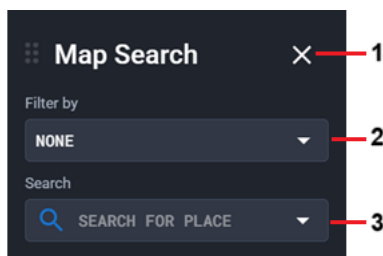 Map Search
1
Filter by
NONE
2
Search
SEARCH FOR PLACE
3